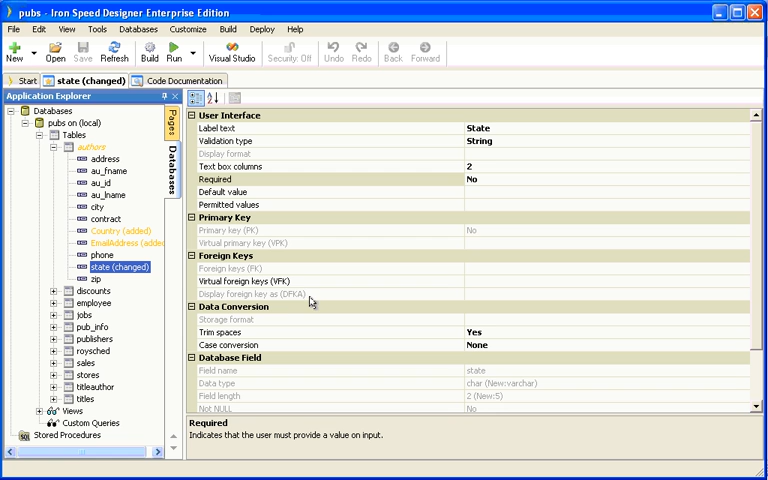 pubs - Iron Speed Designer Enterprise Edition
File Edit View Tools Databases Customize Build Deploy Help
New Open Save Refresh Build Run Visual Studio Security: Off Undo Redo Back Forward
Start state (changed) Code Documentation
Application Explorer
Pages
Databases
Databases
pubs on (local)
Tables
authors
address
au_fname
au_id
au_lname
city
contract
Country (added)
EmailAddress (added
phone
state (changed)
zip
discounts
employee
jobs
pub_info
publishers
roysched
sales
stores
titleauthor
titles
Views
Custom Queries
Stored Procedures
User Interface
Label text State
Validation type String
Display format
Text box columns 2
Required No
Default value
Permitted values
Primary Key
Primary key (PK) No
Virtual primary key (VPK)
Foreign Keys
Foreign keys (FK)
Virtual foreign keys (VFK)
Display foreign key as (DFKA)
Data Conversion
Storage format
Trim spaces Yes
Case conversion None
Database Field
Field name state
Data type char (New:varchar)
Field length 2 (New:5)
Not NULL No
Required
Indicates that the user must provide a value on input.